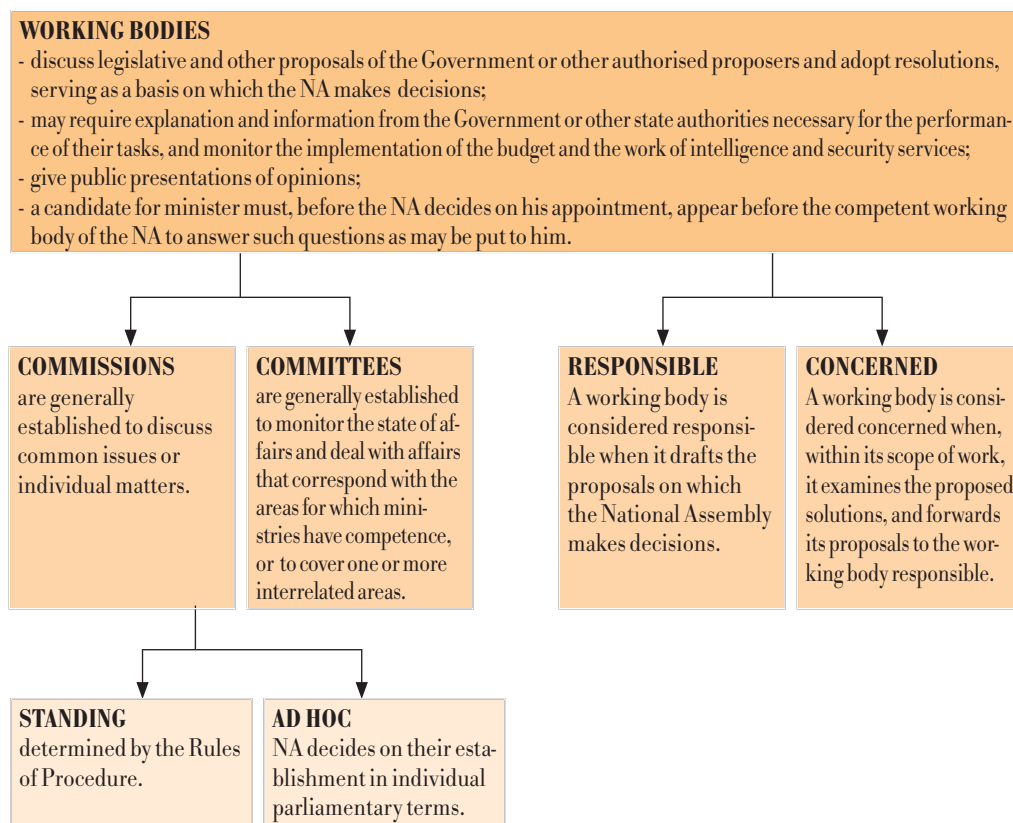 WORKING BODIES
- discuss legislative and other proposals of the Government or other authorised proposers and adopt resolutions,
serving as a basis on which the NA makes decisions;
- may require explanation and information from the Government or other state authorities necessary for the performan-
ce of their tasks, and monitor the implementation of the budget and the work of intelligence and security services;
- give public presentations of opinions;
- a candidate for minister must, before the NA decides on his appointment, appear before the competent working
body of the NA to answer such questions as may be put to him.
COMMISSIONS
are generally
established to discuss
common issues or
individual matters.
COMMITTEES
are generally established
to monitor the state of af-
fairs and deal with affairs
that correspond with the
areas for which mini-
stries have competence,
or to cover one or more
interrelated areas.
RESPONSIBLE
A working body is
considered responsi-
ble when it drafts the
proposals on which
the National Assembly
makes decisions.
CONCERNED
A working body is consi-
dered concerned when,
within its scope of work,
it examines the proposed
solutions, and forwards
its proposals to the wor-
king body responsible.
STANDING
determined by the Rules
of Procedure.
AD HOC
NA decides on their esta-
blishment in individual
parliamentary terms.